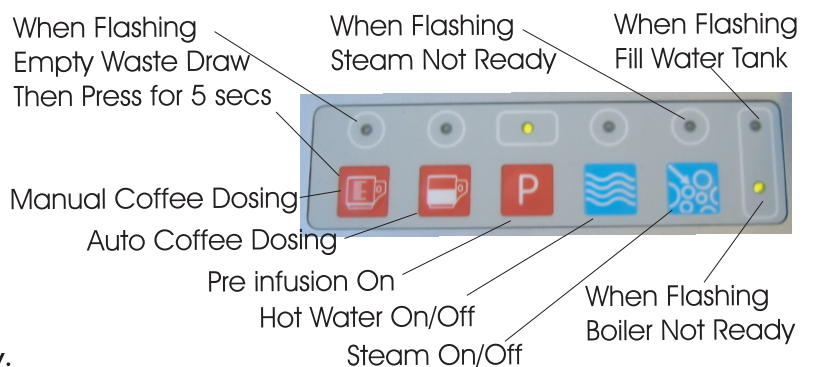 When Flashing
Empty Waste Draw
Then Press for 5 secs
When Flashing
Steam Not Ready
When Flashing
Fill Water Tank
E
P
Manual Coffee Dosing
Auto Coffee Dosing
Pre infusion On
Hot Water On/Off
Steam On/Off
When Flashing
Boiler Not Ready
y.